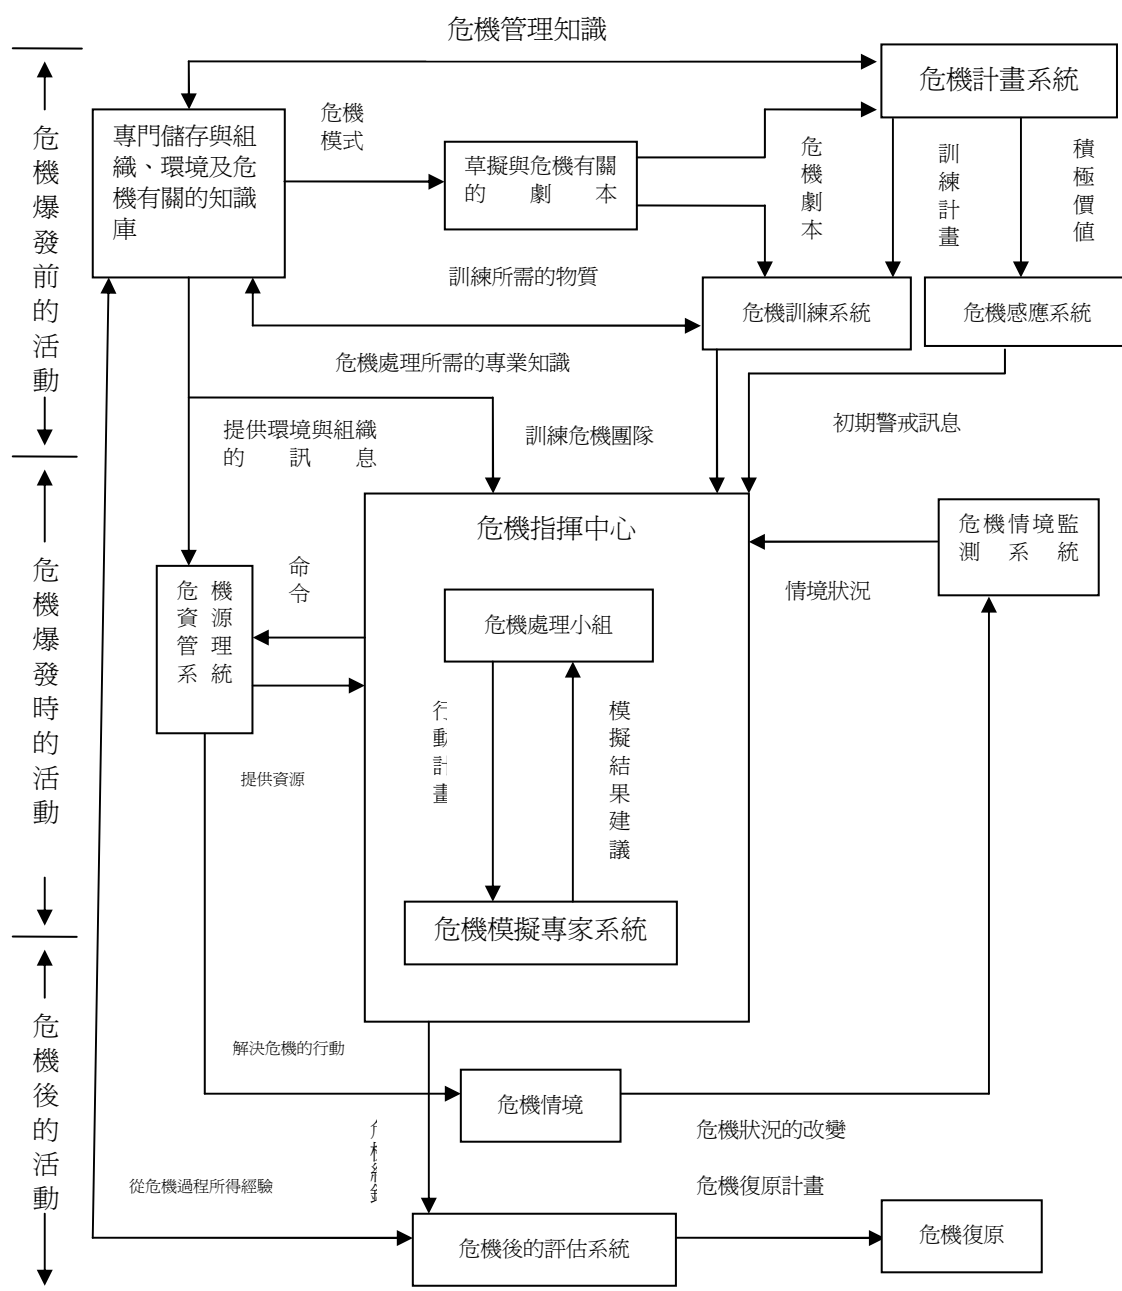 危機管理知識
危機計畫系統
危機爆發前的活動
專門儲存與組
織、環境及危
機有關的知識
庫
危機
模式
草擬與危機有關
的劇本
危機劇本
訓練計畫
積極價值
訓練所需的物質
危機訓練系統
危機感應系統
危機處理所需的專業知識
提供環境與組織
的訊息
訓練危機團隊
初期警戒訊息
危機爆發時的活動
危機指揮中心
危機情境監
測系統
情境狀況
命令
危機
資源
管理
系統
危機處理小組
行動計畫
模擬結果建議
提供資源
危機模擬專家系統
危機後的活動
解決危機的行動
危機情境
危機狀況的改變
從危機過程所得經驗
危機復原計畫
危機後的評估系統
危機復原